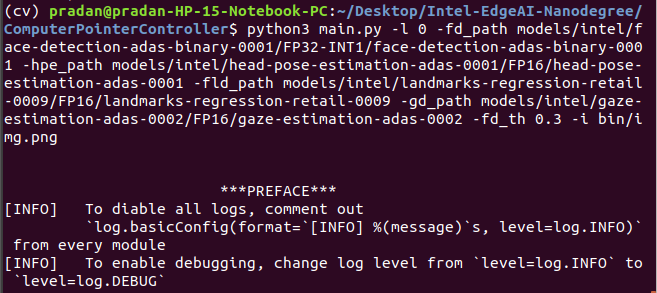 (cv) pradan@pradan-HP-15-Notebook-PC:~/Desktop/Intel-EdgeAI-Nanodegree/
ComputerPointerController$ python3 main.py -l 0 -fd_path models/intel/f
ace-detection-adas-binary-0001/FP32-INT1/face-detection-adas-binary-000
1 -hpe_path models/intel/head-pose-estimation-adas-0001/FP16/head-pose-
estimation-adas-0001 -fld_path models/intel/landmarks-regression-retail
-0009/FP16/landmarks-regression-retail-0009 -gd_path models/intel/gaze-
estimation-adas-0002/FP16/gaze-estimation-adas-0002 -fd_th 0.3 -i bin/i
mg.png
***PREFACE***
[INFO] To diable all logs, comment out
`log.basicConfig(format=`[INFO] %(message)`s, level=log.INFO)`
from every module
[INFO] To enable debugging, change log level from `level=log.INFO` to
`level=log.DEBUG`